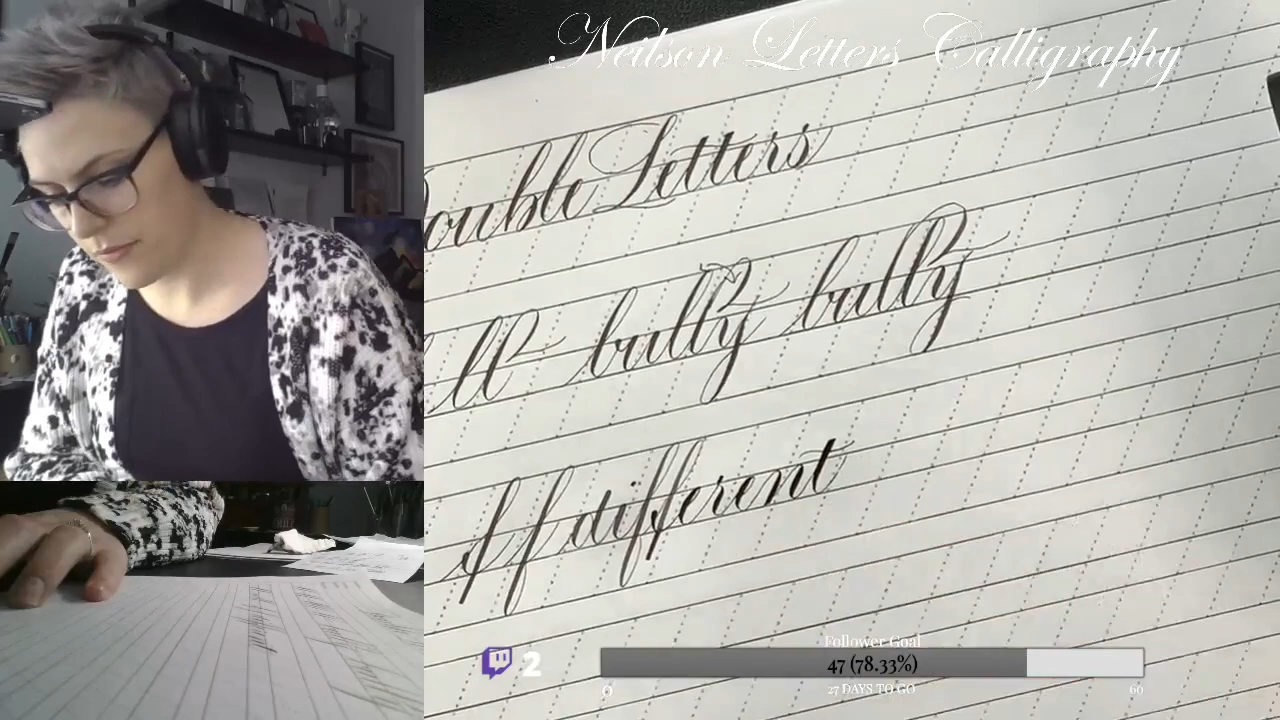 Neilson Letters Calligraphy
Double Letters
ll bully bully
ff different
Follower Goal
2
47 (78.33%)
0 27 DAYS TO GO 60